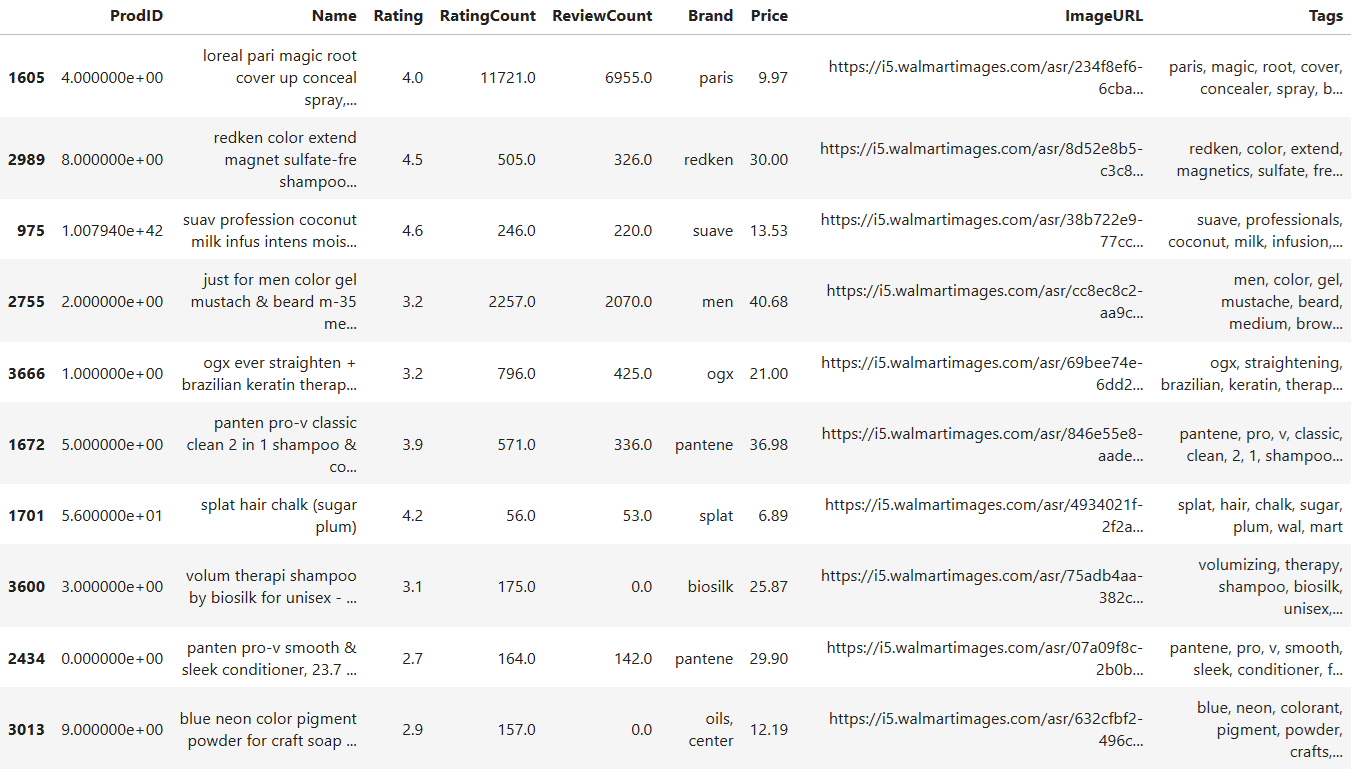 ProdID Name Rating RatingCount ReviewCount Brand Price ImageURL Tags
1605 4.000000e+00 loreal pari magic root cover up conceal spray,... 4.0 11721.0 6955.0 paris 9.97 https://i5.walmartimages.com/asr/234f8ef6-6cba... paris, magic, root, cover, concealer, spray, b...
2989 8.000000e+00 redken color extend magnet sulfate-fre shampoo... 4.5 505.0 326.0 redken 30.00 https://i5.walmartimages.com/asr/8d52e8b5-c3c8... redken, color, extend, magnetics, sulfate, fre...
975 1.007940e+42 suav profession coconut milk infus intens mois... 4.6 246.0 220.0 suave 13.53 https://i5.walmartimages.com/asr/38b722e9-77cc... suave, professionals, coconut, milk, infusion,...
2755 2.000000e+00 just for men color gel mustach & beard m-35 me... 3.2 2257.0 2070.0 men 40.68 https://i5.walmartimages.com/asr/cc8ec8c2-aa9c... men, color, gel, mustache, beard, medium, brow...
3666 1.000000e+00 ogx ever straighten + brazilian keratin therap... 3.2 796.0 425.0 ogx 21.00 https://i5.walmartimages.com/asr/69bee74e-6dd2... ogx, straightening, brazilian, keratin, therap...
1672 5.000000e+00 panten pro-v classic clean 2 in 1 shampoo & co... 3.9 571.0 336.0 pantene 36.98 https://i5.walmartimages.com/asr/846e55e8-aade... pantene, pro, v, classic, clean, 2, 1, shampoo...
1701 5.600000e+01 splat hair chalk (sugar plum) 4.2 56.0 53.0 splat 6.89 https://i5.walmartimages.com/asr/4934021f-2f2a... splat, hair, chalk, sugar, plum, wal, mart
3600 3.000000e+00 volum therapi shampoo by biosilk for unisex - ... 3.1 175.0 0.0 biosilk 25.87 https://i5.walmartimages.com/asr/75adb4aa-382c... volumizing, therapy, shampoo, biosilk, unisex,...
2434 0.000000e+00 panten pro-v smooth & sleek conditioner, 23.7 ... 2.7 164.0 142.0 pantene 29.90 https://i5.walmartimages.com/asr/07a09f8c-2b0b... pantene, pro, v, smooth, sleek, conditioner, f...
3013 9.000000e+00 blue neon color pigment powder for craft soap ... 2.9 157.0 0.0 oils, center 12.19 https://i5.walmartimages.com/asr/632cfbf2-496c... blue, neon, colorant, pigment, powder, crafts,...